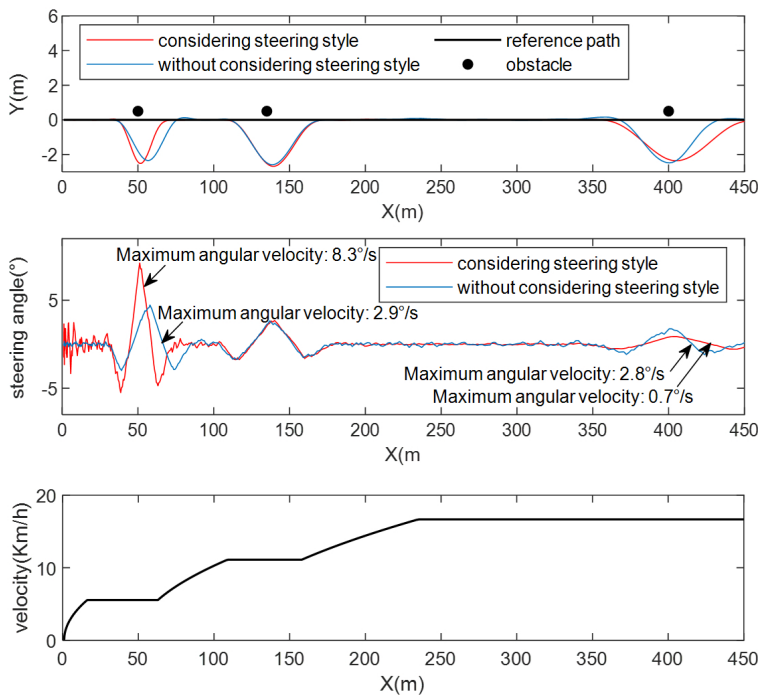 6
4
2
0
-2
Y(m)
considering steering style
without considering steering style
reference path
obstacle
0 50 100 150 200 250 300 350 400 450
X(m)
5
-5
steering angle(°)
Maximum angular velocity: 8.3°/s
Maximum angular velocity: 2.9°/s
considering steering style
without considering steering style
Maximum angular velocity: 2.8°/s
Maximum angular velocity: 0.7°/s
0 50 100 150 200 250 300 350 400 450
X(m
20
10
0
velocity(Km/h)
0 50 100 150 200 250 300 350 400 450
X(m)